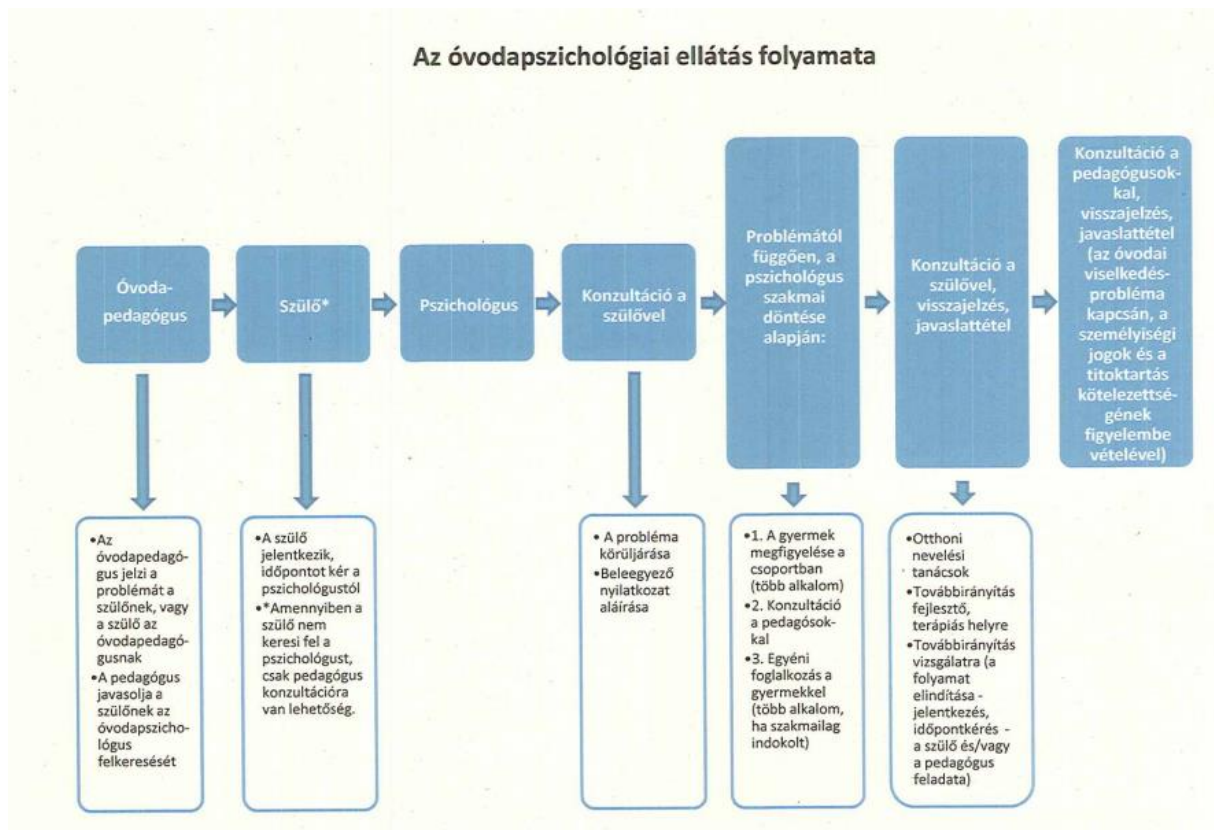 Az óvodapszichológiai ellátás folyamata
Óvoda-
pedagógus
Szülő*
Pszichológus
Konzultáció a
szülővel
Problémától
függően, a
pszichológus
szakmai
döntése
alapján:
Konzultáció a
szülővel,
visszajelzés,
javaslattétel
Konzultáció a
pedagógusok-
kal,
visszajelzés,
javaslattétel
(az óvodai
viselkedés-
probléma
kapcsán, a
személyiségi
jogok és a
titoktartás
kötelezettsé-
gének
figyelembe
vételével)
•Az
óvodapedagó-
gus jelzi a
problémát a
szülőnek, vagy
a szülő az
óvodapedagó-
gusnak
•A pedagógus
javasolja a
szülőnek az
óvodapszicho-
lógus
felkeresését
•A szülő
jelentkezik,
időpontot kér a
pszichológustól
•*Amennyiben a
szülő nem
keresi fel a
pszichológust,
csak pedagógus
konzultációra
van lehetőség.
• A probléma
körüljárása
•Beleegyező
nyilatkozat
aláírása
•1. A gyermek
megfigyelése a
csoportban
(több alkalom)
•2. Konzultáció
a pedagósok-
kal
•3. Egyéni
foglalkozás a
gyermekkel
(több alkalom,
ha szakmailag
indokolt)
•Otthoni
nevelési
tanácsok
•Továbbirányítás
fejlesztő,
terápiás helyre
•Továbbirányítás
vizsgálatra (a
folyamat
elindítása -
jelentkezés,
időpontkérés -
a szülő és/vagy
a pedagógus
feladata)